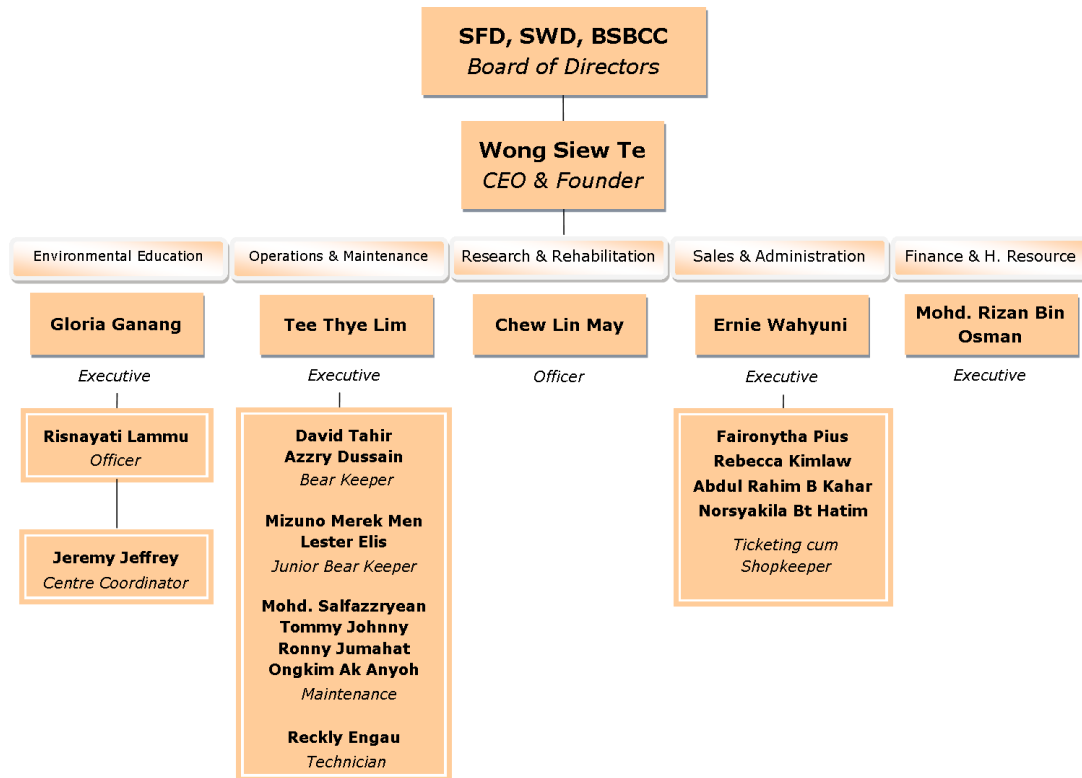 SFD, SWD, BSBCC
Board of Directors
Wong Siew Te
CEO & Founder
Environmental Education
Operations & Maintenance
Research & Rehabilitation
Sales & Administration
Finance & H. Resource
Gloria Ganang
Executive
Tee Thye Lim
Executive
Chew Lin May
Officer
Ernie Wahyuni
Executive
Mohd. Rizan Bin
Osman
Executive
Risnayati Lammu
Officer
Jeremy Jeffrey
Centre Coordinator
David Tahir
Azzry Dussain
Bear Keeper
Mizuno Merek Men
Lester Elis
Junior Bear Keeper
Mohd. Salfazzryean
Tommy Johnny
Ronny Jumahat
Ongkim Ak Anyoh
Maintenance
Reckly Engau
Technician
Faironytha Pius
Rebecca Kimlaw
Abdul Rahim B Kahar
Norsyakila Bt Hatim
Ticketing cum
Shopkeeper